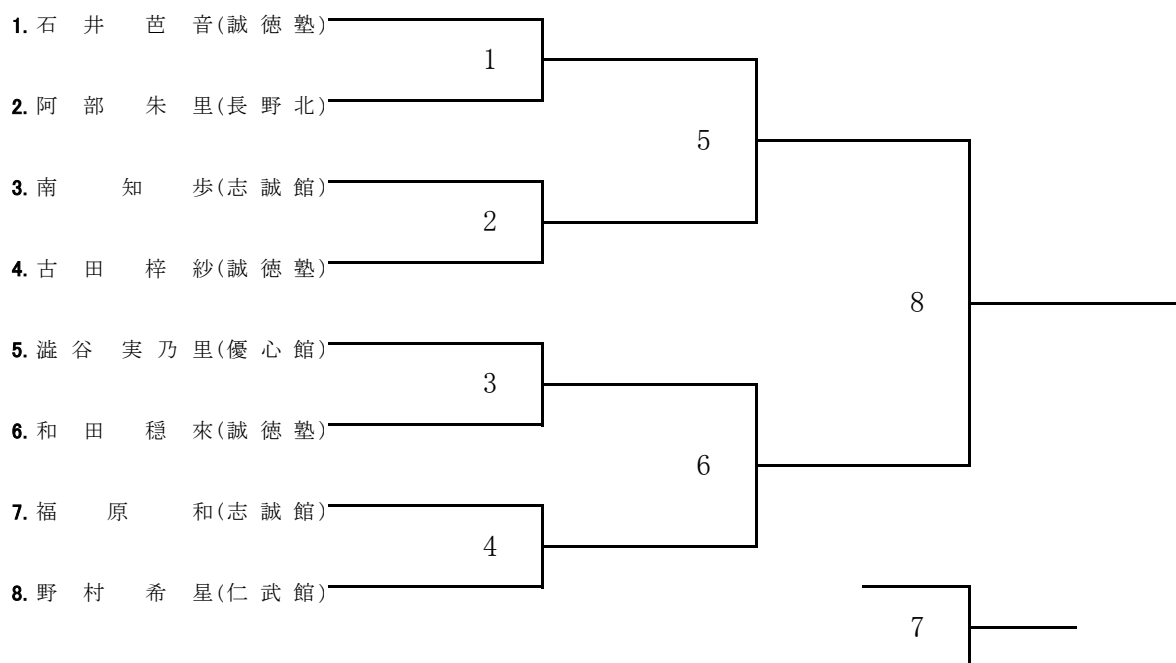 1. 石井 芭音(誠徳塾)
1
2. 阿部 朱里(長野北)
5
3. 南 知歩(志誠館)
2
4. 古田 梓紗(誠徳塾)
8
5. 澁谷 実乃里(優心館)
3
6. 和田 穏來(誠徳塾)
6
7. 福原 和(志誠館)
4
8. 野村 希星(仁武館)
7